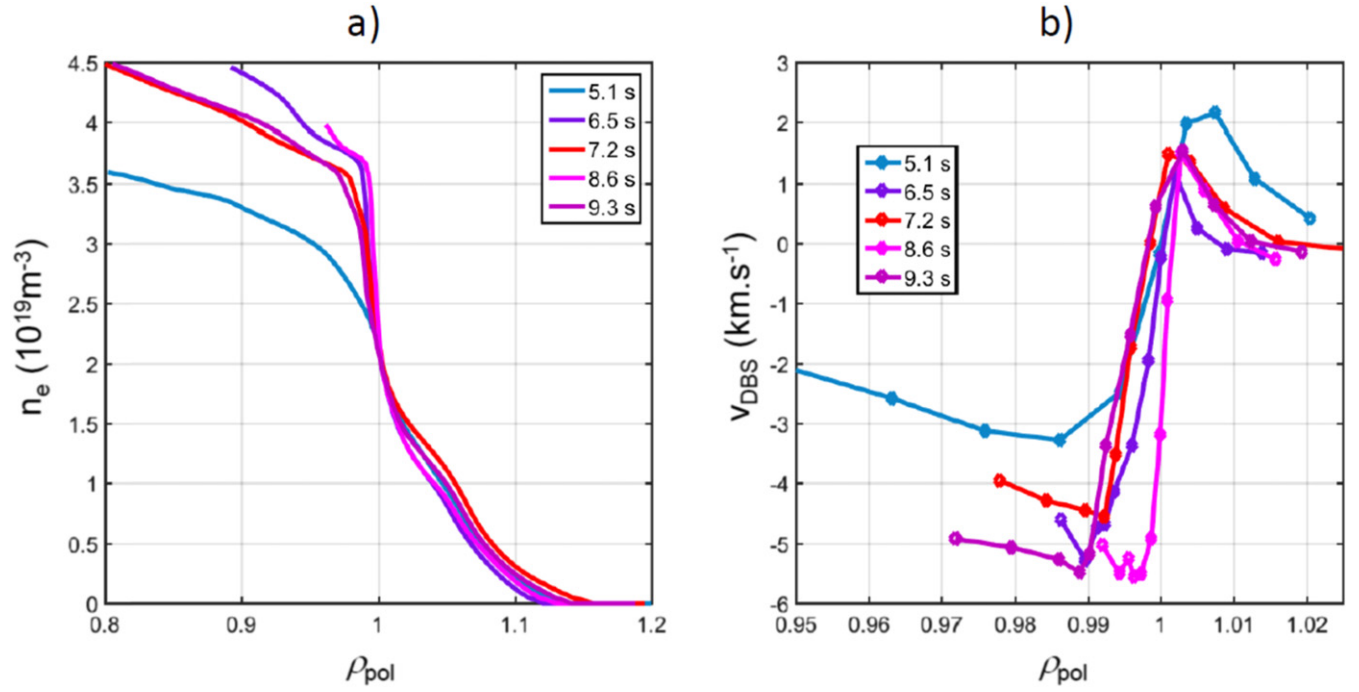 a)
4.5
4
3.5
3
2.5
2
1.5
1
0.5
0
0.8
0.9
1
1.1
1.2
n_e (10^19 m^-3)
ρ_pol
5.1 s
6.5 s
7.2 s
8.6 s
9.3 s
b)
3
2
1
0
-1
-2
-3
-4
-5
-6
0.95
0.96
0.97
0.98
0.99
1
1.01
1.02
v_DBS (km.s^-1)
ρ_pol
5.1 s
6.5 s
7.2 s
8.6 s
9.3 s